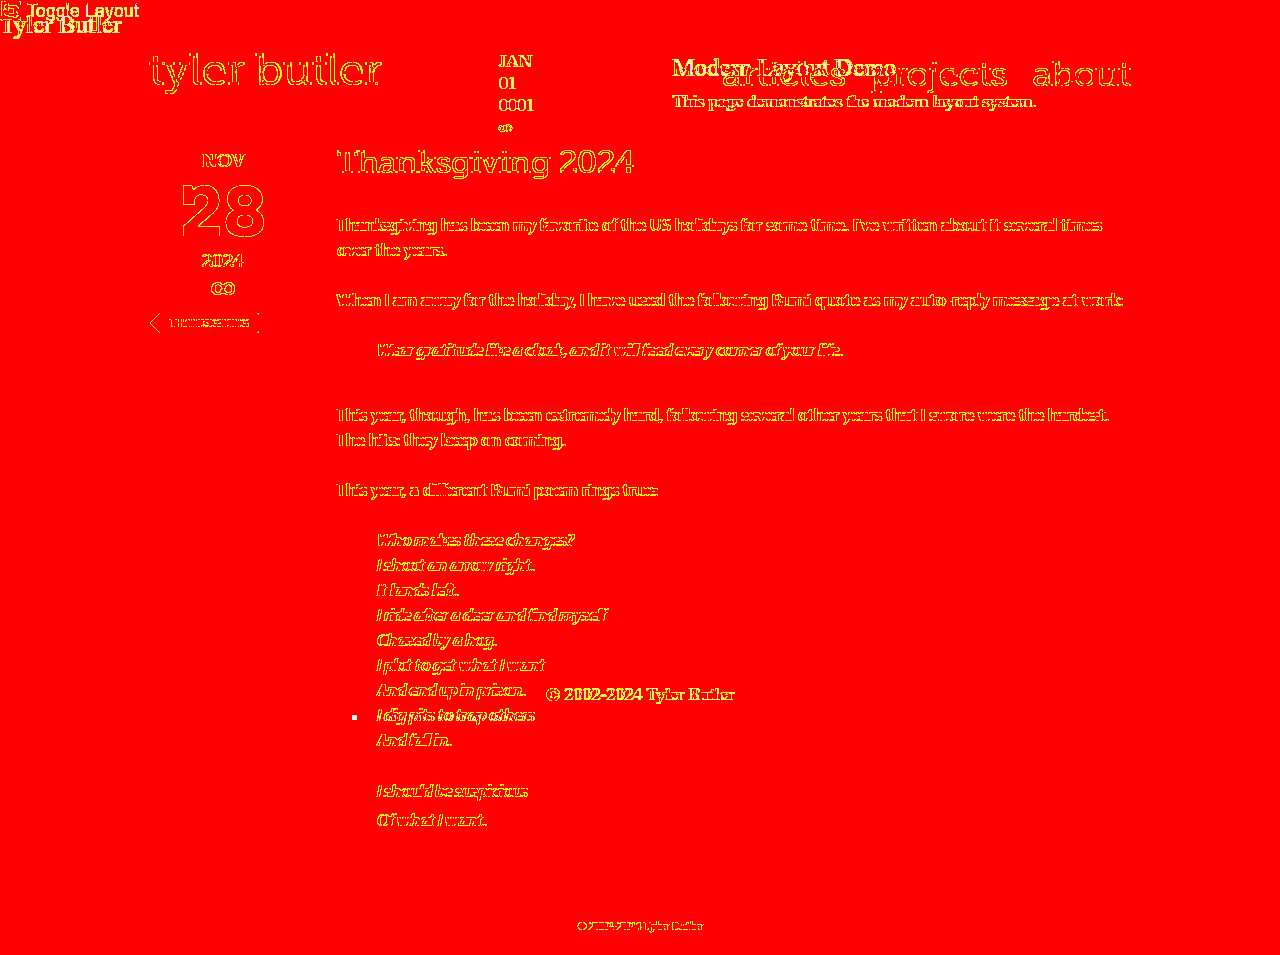 Toggle Layout
Tyler Butler
tyler butler
articles projects about
JAN
01
0001
∞
Modern Layout Demo
This page demonstrates the modern layout system.
NOV
28
2024
∞
Thanksgiving 2024
Thanksgiving has been my favorite of the US holidays for some time. I've written about it several times
over the years.
When I am away for the holiday, I have used the following Rumi quote as my auto-reply message at work:
Wear gratitude like a cloak, and it will feed every corner of your life.
This year, though, has been extremely hard, following several other years that I swore were the hardest.
The hits: they keep on coming.
This year, a different Rumi poem rings true:
Who makes these changes?
I shoot an arrow right.
It lands left.
I ride after a deer and find myself
Chased by a hog.
I plot to get what I want
And end up in prison.
I dig pits to trap others
And fall in.
I should be suspicious
Of what I want.
© 2002-2024 Tyler Butler
Tyler Butler